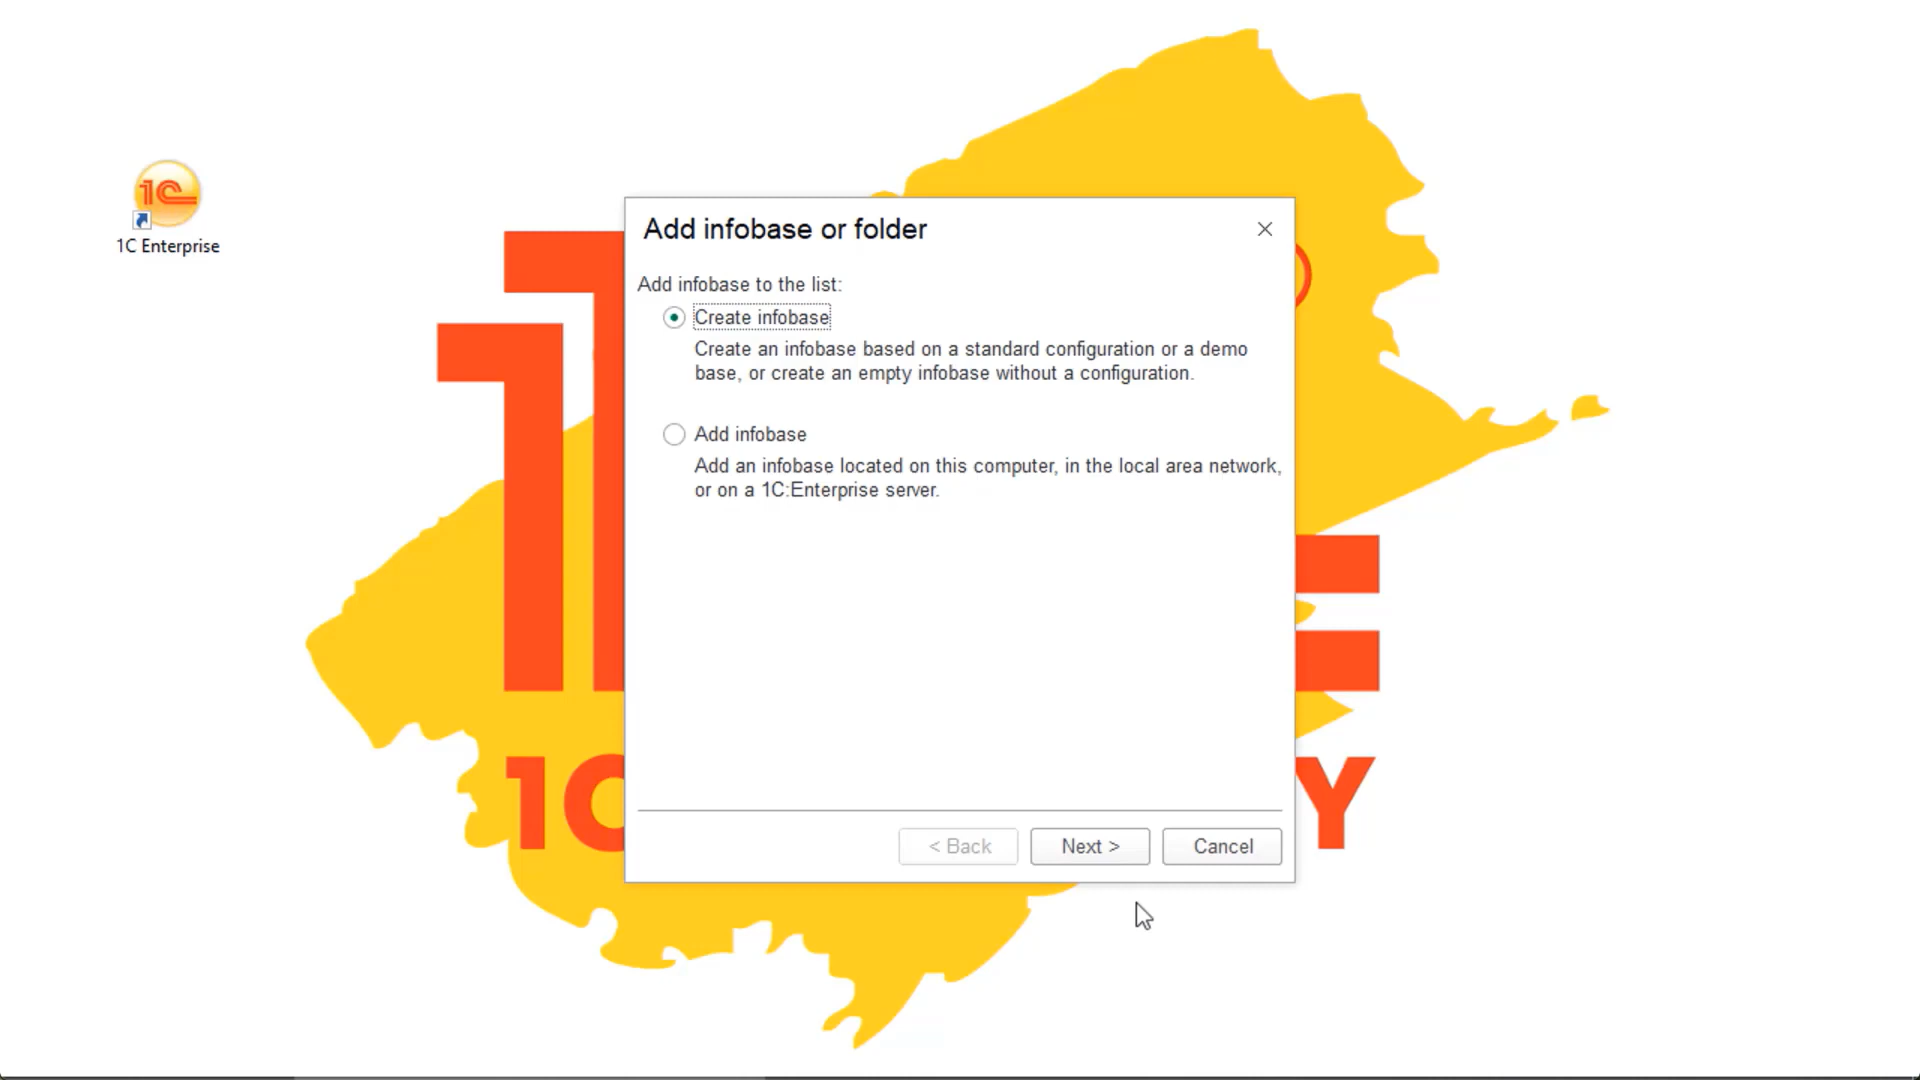 1C Enterprise
Add infobase or folder
Add infobase to the list:
Create infobase
Create an infobase based on a standard configuration or a demo
base, or create an empty infobase without a configuration.
Add infobase
Add an infobase located on this computer, in the local area network,
or on a 1C:Enterprise server.
< Back
Next >
Cancel